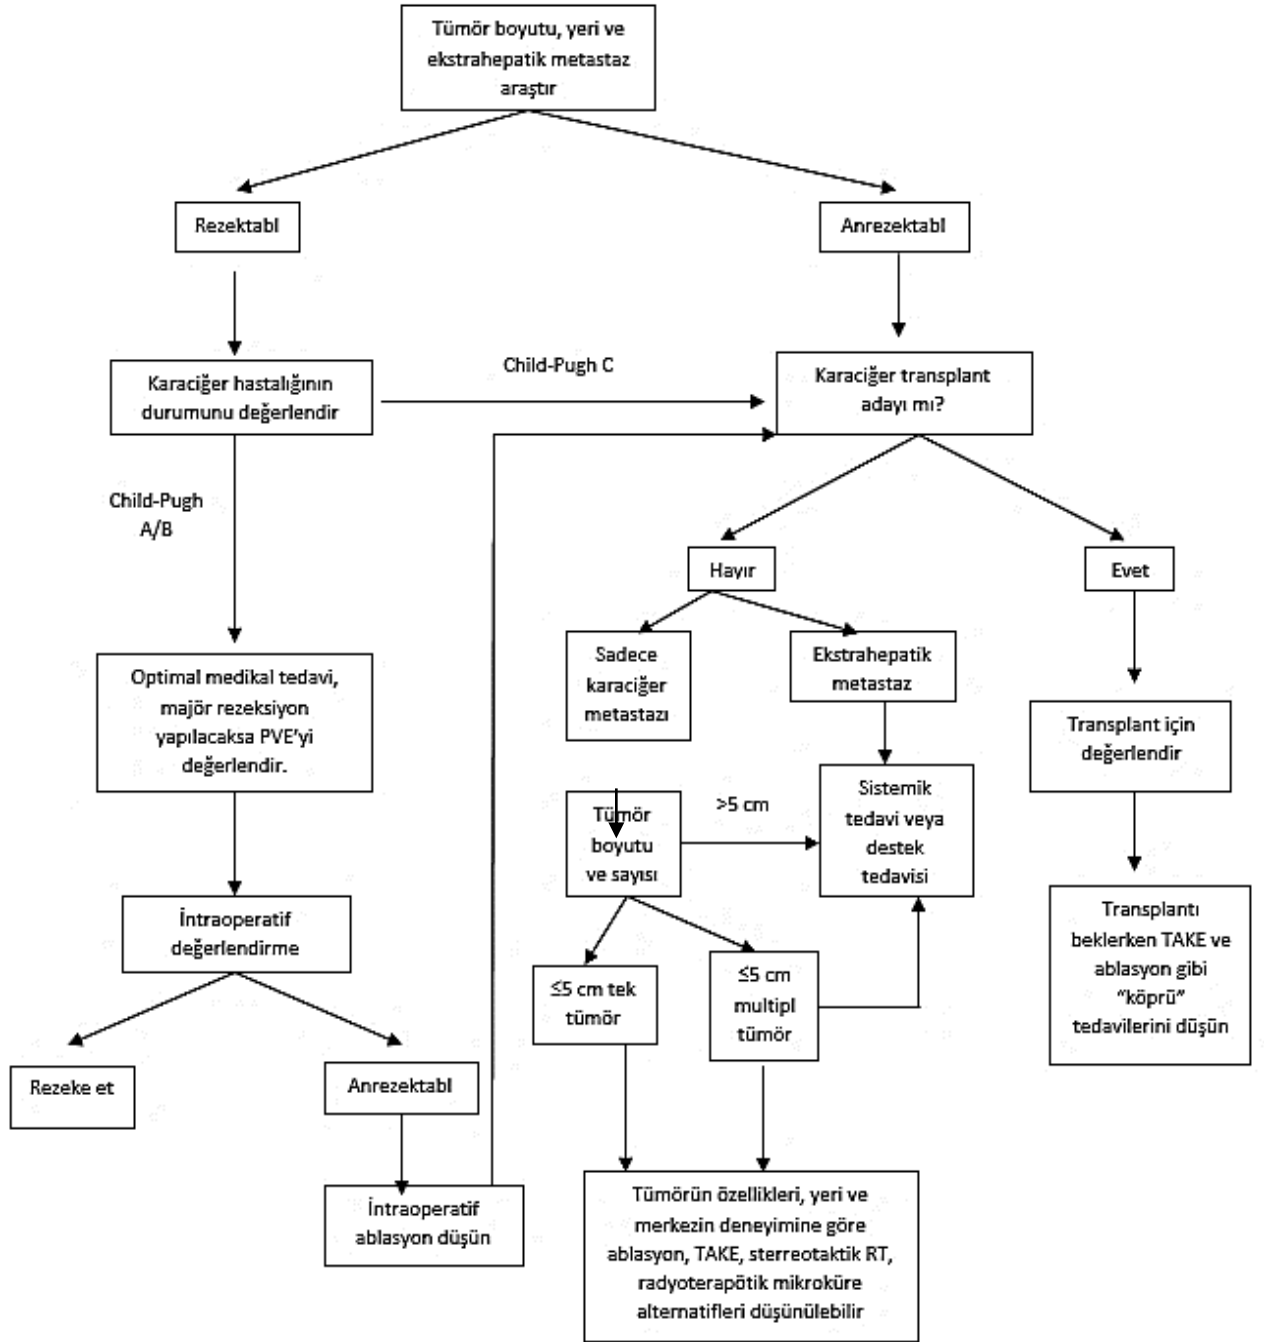 Tümör boyutu, yeri ve
ekstrahepatik metastaz
araştır
Rezektabl
Anrezektabl
Karaciğer hastalığının
durumunu değerlendir
Child-Pugh C
Karaciğer transplant
adayı mı?
Child-Pugh
A/B
Hayır
Evet
Sadece
karaciğer
metastazı
Ekstrahepatik
metastaz
Optimal medikal tedavi,
majör rezeksiyon
yapılacaksa PVE'yi
değerlendir.
Transplant için
değerlendir
Tümör
boyutu
ve sayısı
>5 cm
Sistemik
tedavi veya
destek
tedavisi
İntraoperatif
değerlendirme
Transplantı
beklerken TAKE ve
ablasyon gibi
“köprü”
tedavilerini düşün
≤5 cm tek
tümör
≤5 cm
multipl
tümör
Rezeke et
Anrezektabl
İntraoperatif
ablasyon düşün
Tümörün özellikleri, yeri ve
merkezin deneyimine göre
ablasyon, TAKE, sterreotaktik RT,
radyoterapötik mikroküre
alternatifleri düşünülebilir